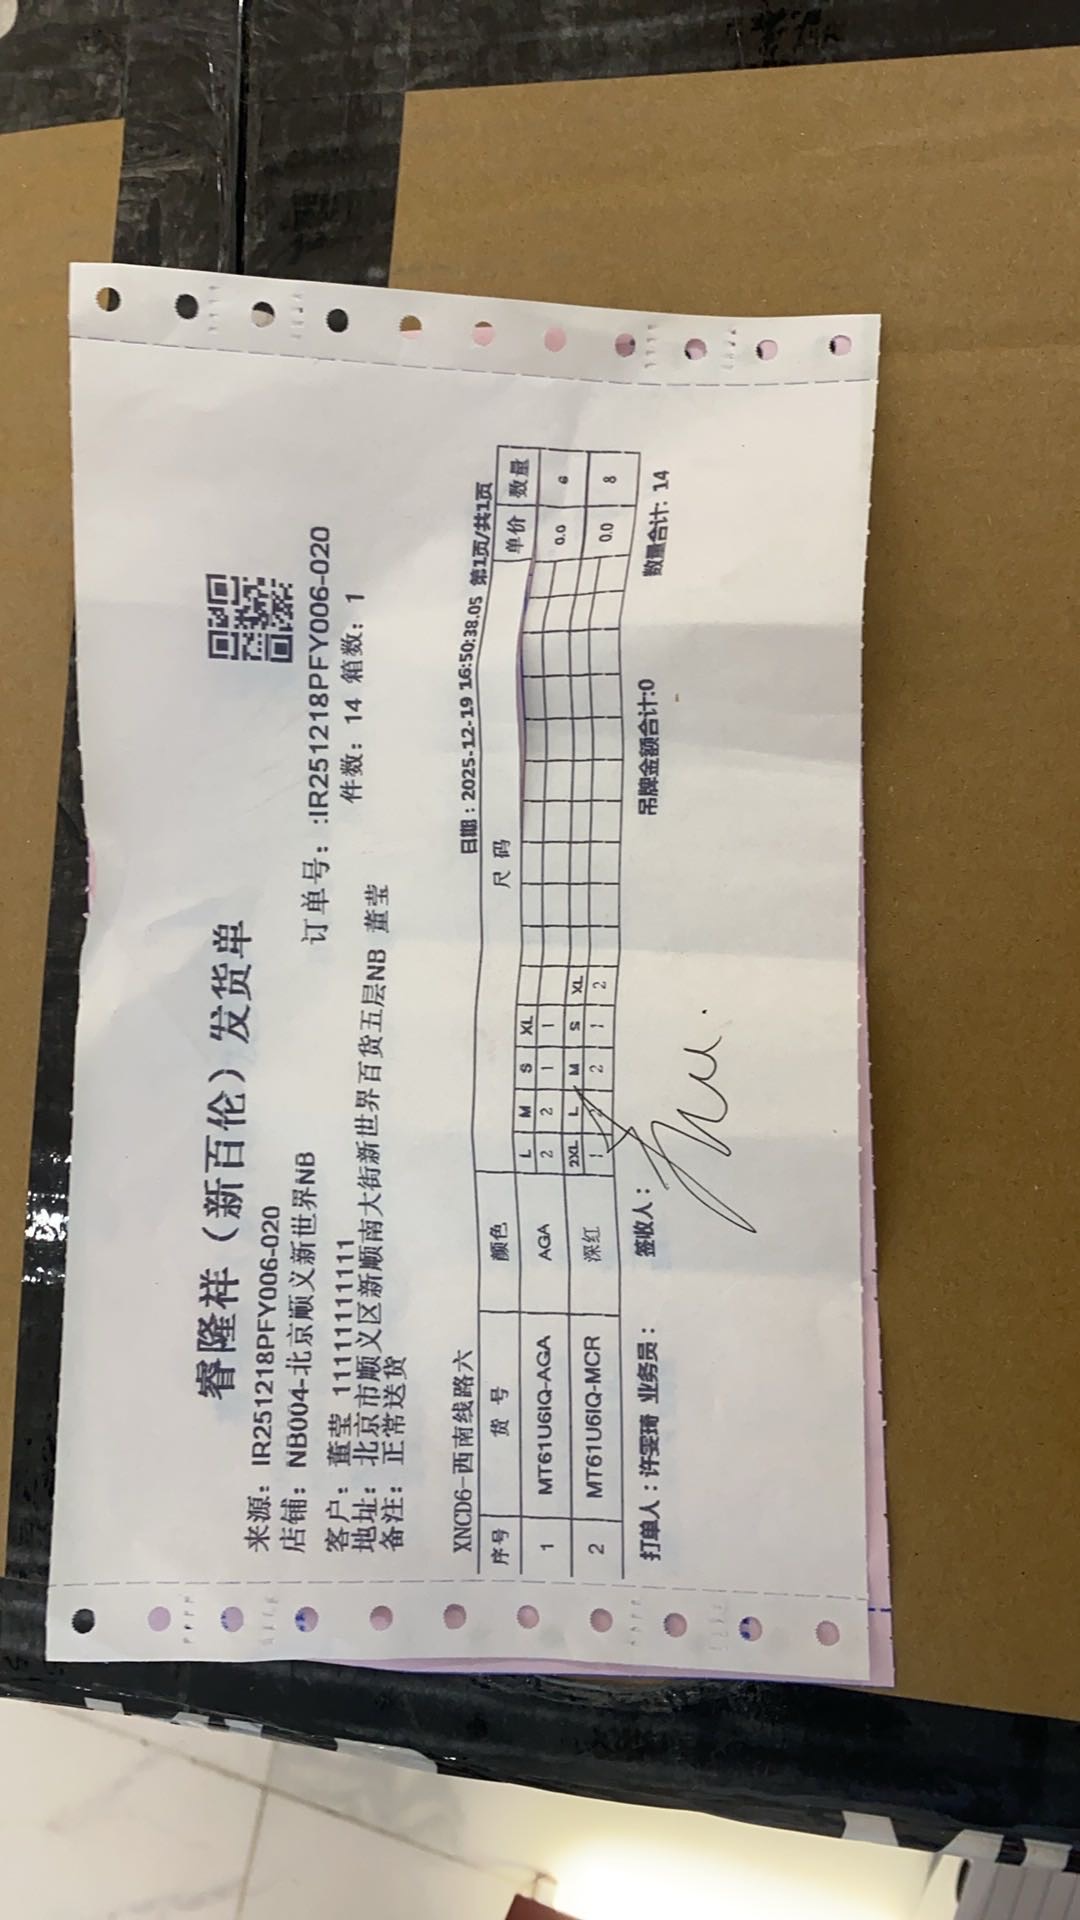 睿隆祥（新百伦）发货单
来源：IR251218PFY006-020
店铺：NB004-北京顺义新世界NB 订单号：:IR251218PFY006-020
客户：董莹 11111111111 件数：14 箱数：1
地址：北京市顺义区新顺南大街新世界百货五层NB 董莹
备注：正常送货
XNCD6-西南线路六 日期：2025-12-19 16:50:38.05 第1页/共1页
序号 货号 颜色 尺码 单价 数量
L M S XL
1 MT61U6IQ-AGA AGA 2 2 1 1 0.0 6
2XL L M S XL
2 MT61U6IQ-MCR 深红 1 2 1 2 0.0 8
打单人：许雯琦 业务员： 签收人： 吊牌金额合计:0 数量合计: 14